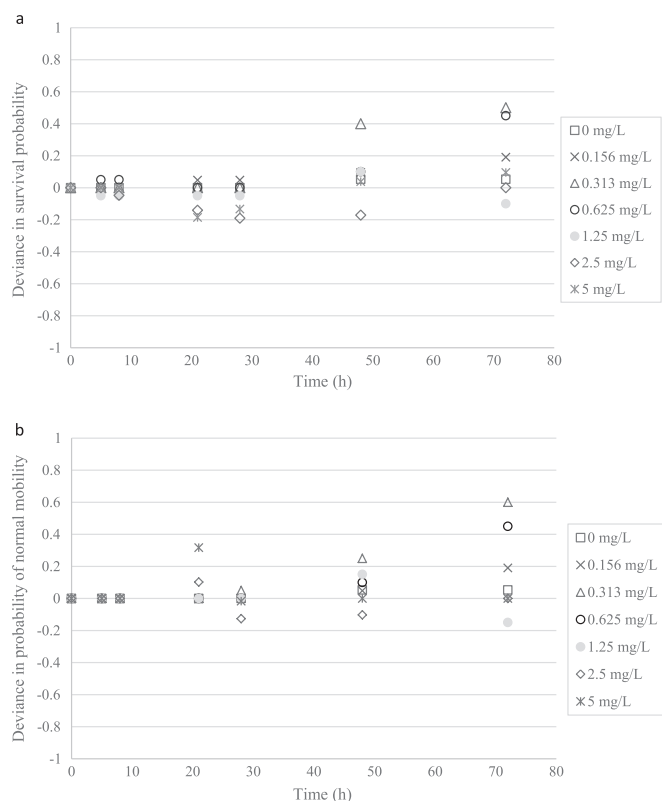 a
1
0.8
0.6
0.4
0.2
0
-0.2
-0.4
-0.6
-0.8
-1
0 10 20 30 40 50 60 70 80
Time (h)
Deviance in survival probability
0 mg/L
0.156 mg/L
0.313 mg/L
0.625 mg/L
1.25 mg/L
2.5 mg/L
5 mg/L
b
1
0.8
0.6
0.4
0.2
0
-0.2
-0.4
-0.6
-0.8
-1
0 10 20 30 40 50 60 70 80
Time (h)
Deviance in probability of normal mobility
0 mg/L
0.156 mg/L
0.313 mg/L
0.625 mg/L
1.25 mg/L
2.5 mg/L
5 mg/L